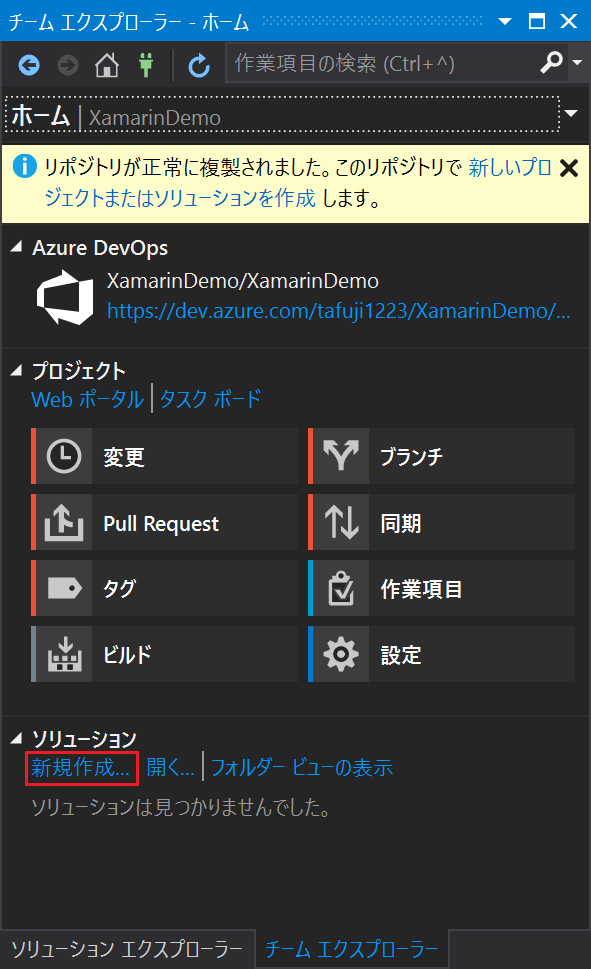 チーム エクスプローラー - ホーム
作業項目の検索 (Ctrl+^)
ホーム | XamarinDemo
リポジトリが正常に複製されました。このリポジトリで 新しいプロ
ジェクトまたはソリューションを作成 します。
Azure DevOps
XamarinDemo/XamarinDemo
https://dev.azure.com/tafuji1223/XamarinDemo/...
プロジェクト
Web ポータル | タスク ボード
変更
ブランチ
Pull Request
同期
タグ
作業項目
ビルド
設定
ソリューション
新規作成... 開く... | フォルダー ビューの表示
ソリューションは見つかりませんでした。
ソリューション エクスプローラー チーム エクスプローラー